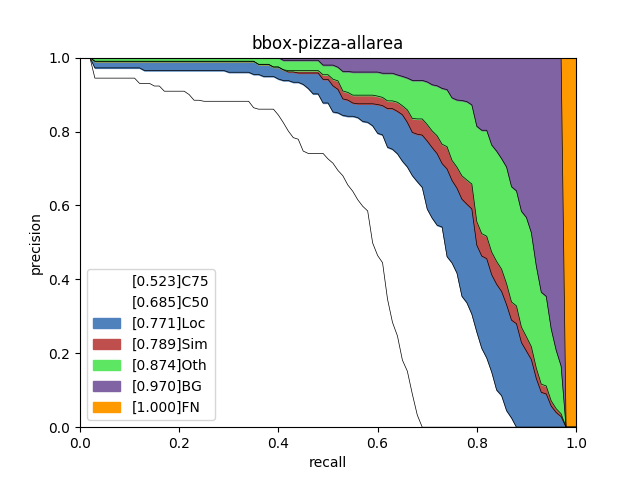 bbox-pizza-allarea
1.0
0.8
0.6
0.4
0.2
0.0
precision
[0.523]C75
[0.685]C50
[0.771]Loc
[0.789]Sim
[0.874]Oth
[0.970]BG
[1.000]FN
0.0 0.2 0.4 0.6 0.8 1.0
recall